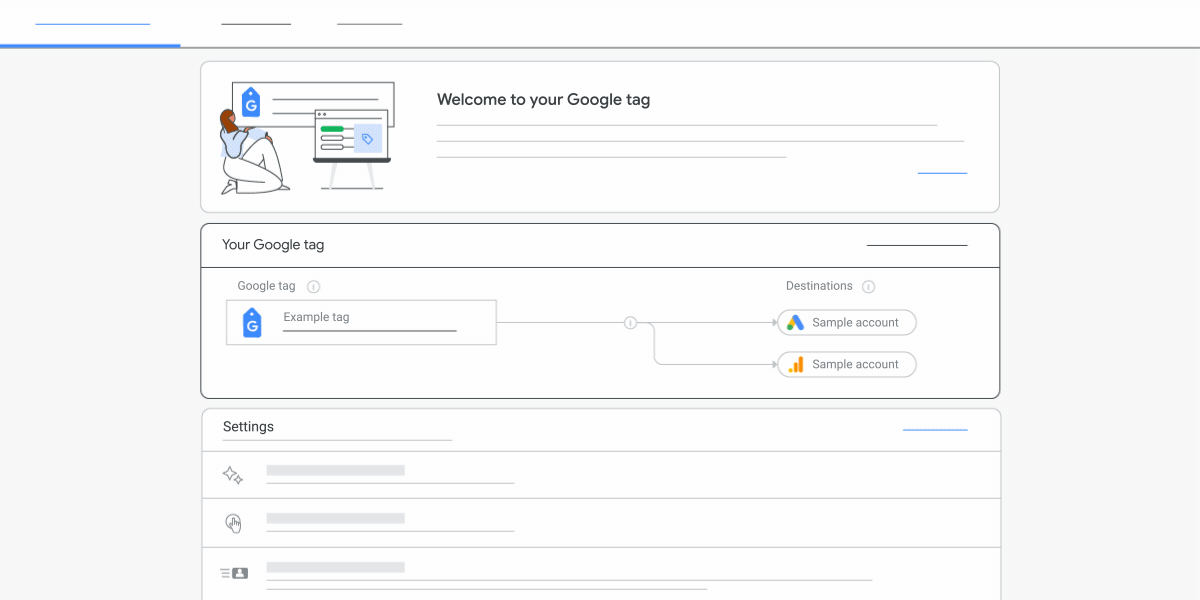 G
Welcome to your Google tag
Your Google tag
Google tag
Destinations
G
Example tag
Sample account
Sample account
Settings